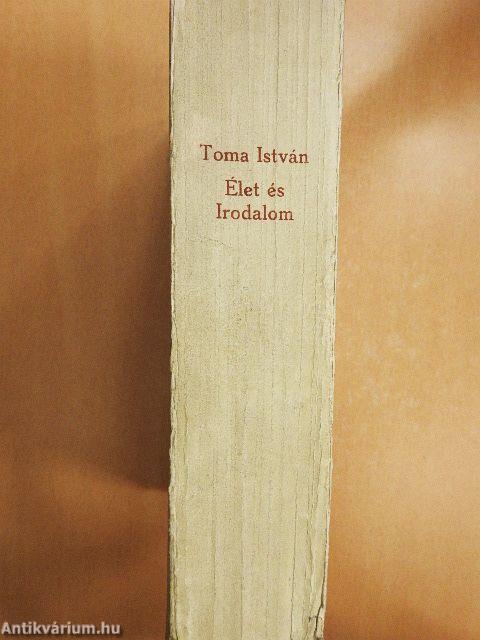 Toma István
Élet és
Irodalom
Antikvárium.hu